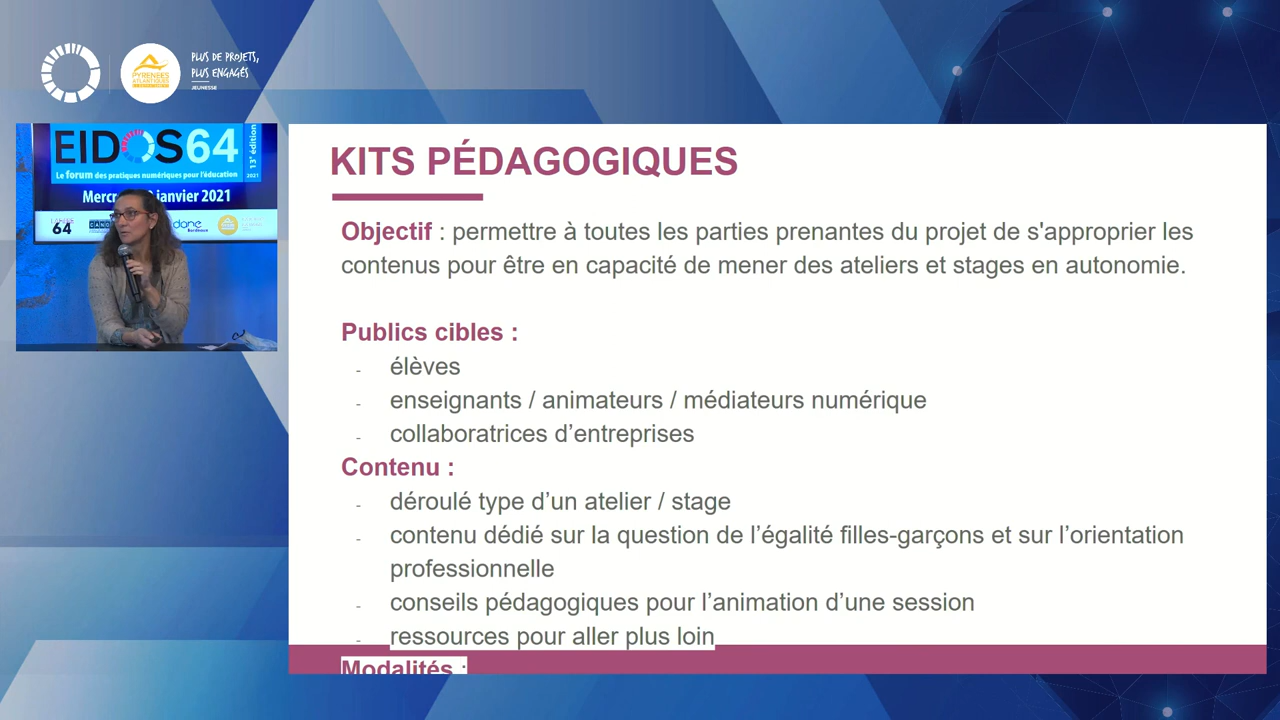 PLUS DE PROJETS,
PLUS ENGAGÉS
JEUNESSE
PYRÉNÉES
ATLANTIQUES
EIDOS64
Le forum des pratiques numériques pour l'éducation
13e édition
2021
janvier 2021
64
KITS PÉDAGOGIQUES
Objectif : permettre à toutes les parties prenantes du projet de s'approprier les
contenus pour être en capacité de mener des ateliers et stages en autonomie.
Publics cibles :
- élèves
- enseignants / animateurs / médiateurs numérique
- collaboratrices d’entreprises
Contenu :
- déroulé type d’un atelier / stage
- contenu dédié sur la question de l’égalité filles-garçons et sur l’orientation
professionnelle
- conseils pédagogiques pour l’animation d’une session
- ressources pour aller plus loin
Modalités :